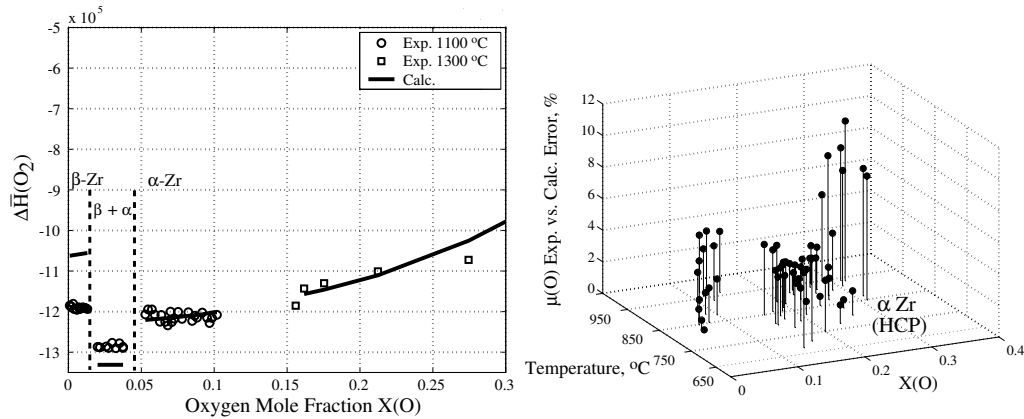 x 10⁵
-5
-6
-7
-8
-9
-10
-11
-12
-13
0
0.05
0.1
0.15
0.2
0.25
0.3
ΔH̅(O₂)
Oxygen Mole Fraction X(O)
Exp. 1100 ᵒC
Exp. 1300 ᵒC
Calc.
β-Zr
α-Zr
β + α
μ(O) Exp. vs. Calc. Error, %
12
10
8
6
4
2
0
950
850
750
650
Temperature, ᵒC
0
0.1
0.2
0.3
0.4
X(O)
α Zr
(HCP)